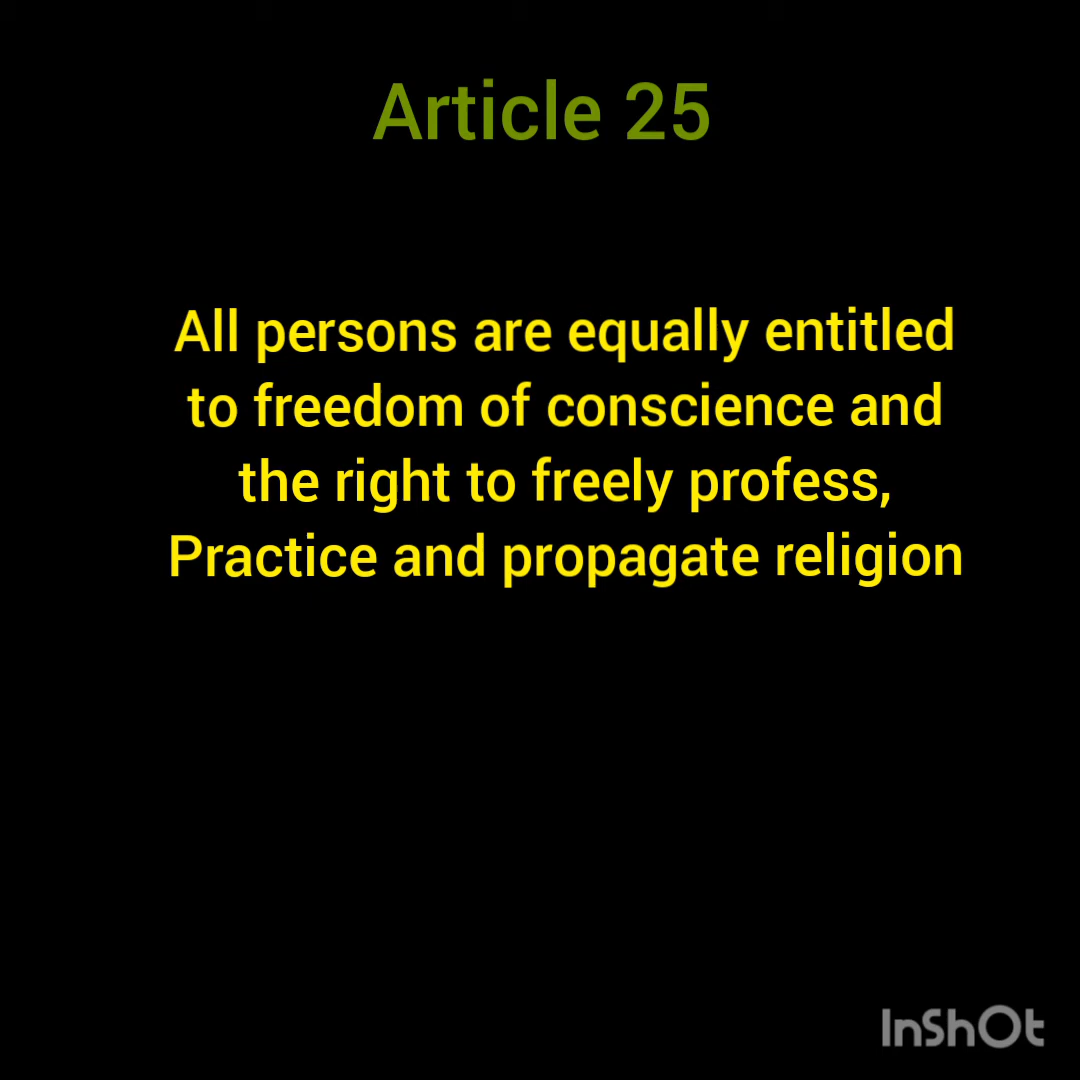 Article 25
All persons are equally entitled
to freedom of conscience and
the right to freely profess,
Practice and propagate religion
InShOt